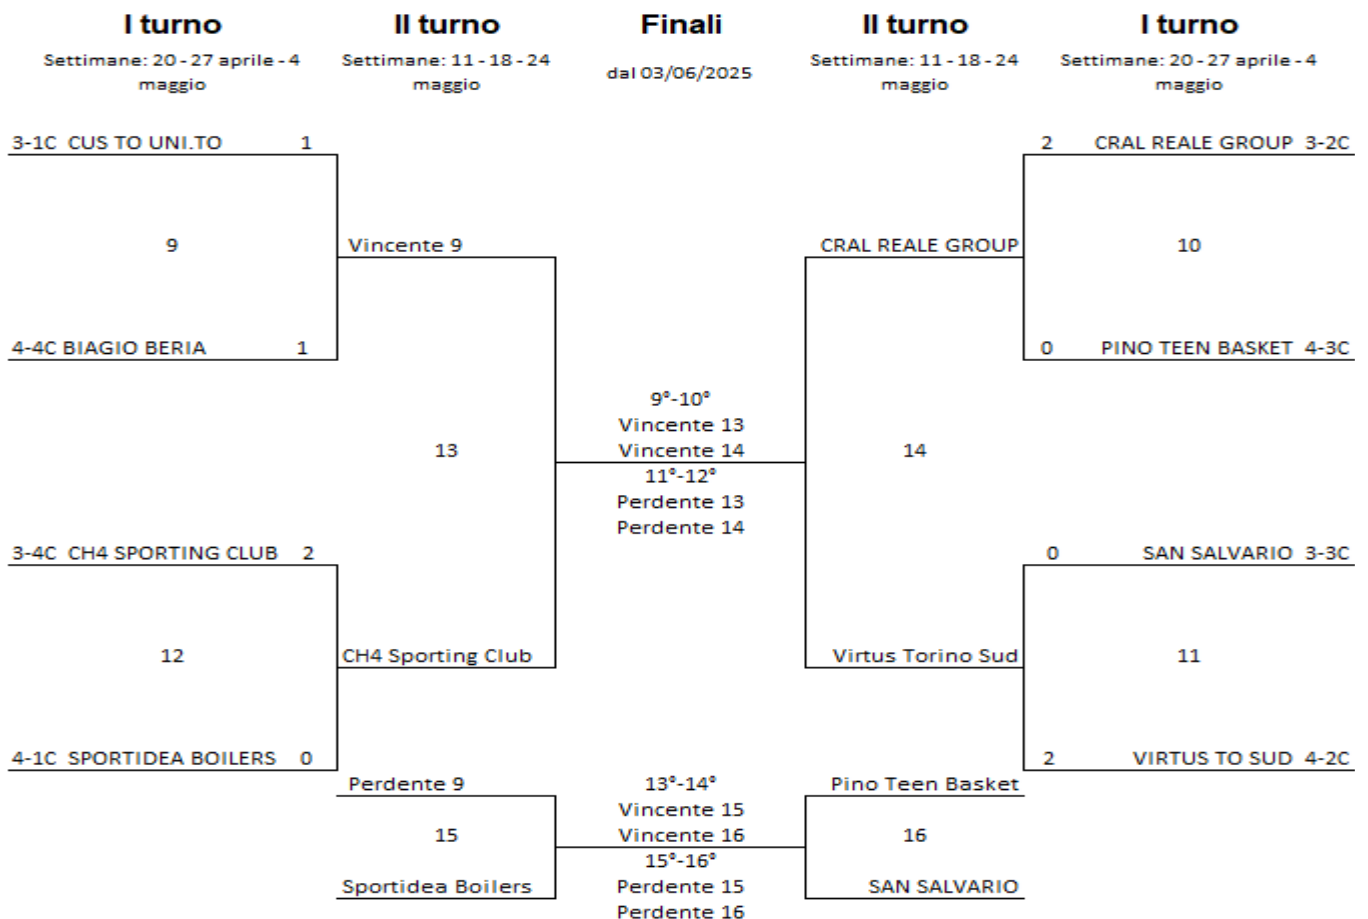 I turno II turno Finali II turno I turno
Settimane: 20 - 27 aprile - 4 Settimane: 11 - 18 - 24 dal 03/06/2025 Settimane: 11 - 18 - 24 Settimane: 20 - 27 aprile - 4
maggio maggio maggio maggio
3-1C CUS TO UNI.TO 1 2 CRAL REALE GROUP 3-2C
9 Vincente 9 CRAL REALE GROUP 10
4-4C BIAGIO BERIA 1 0 PINO TEEN BASKET 4-3C
9°-10°
Vincente 13
13 Vincente 14 14
11°-12°
Perdente 13
Perdente 14
3-4C CH4 SPORTING CLUB 2 0 SAN SALVARIO 3-3C
12 CH4 Sporting Club Virtus Torino Sud 11
4-1C SPORTIDEA BOILERS 0 2 VIRTUS TO SUD 4-2C
Perdente 9 13°-14° Pino Teen Basket
Vincente 15
15 Vincente 16 16
15°-16°
Sportidea Boilers Perdente 15 SAN SALVARIO
Perdente 16